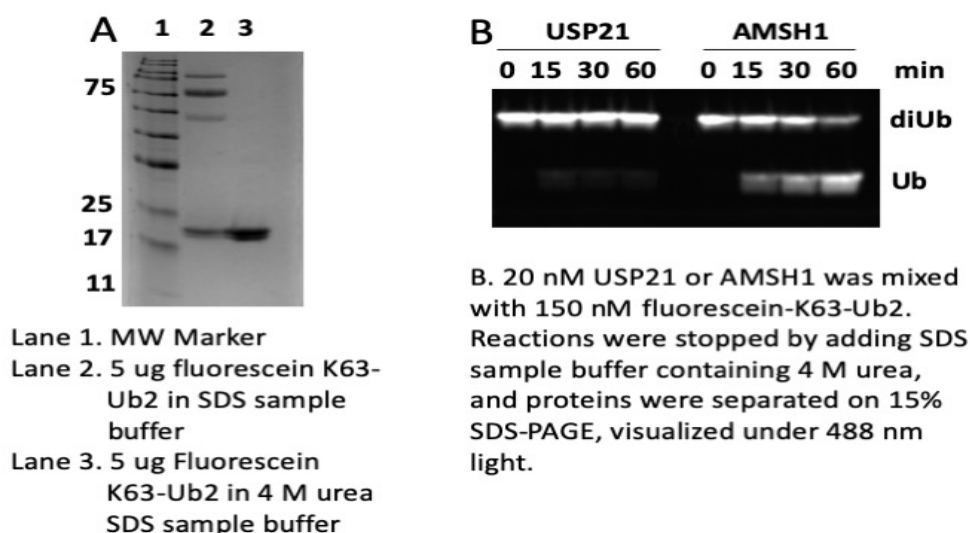 A 1 2 3
75
25
17
11
Lane 1. MW Marker
Lane 2. 5 ug fluorescein K63-
Ub2 in SDS sample
buffer
Lane 3. 5 ug Fluorescein
K63-Ub2 in 4 M urea
SDS sample buffer
B USP21 AMSH1
0 15 30 60 0 15 30 60 min
diUb
Ub
B. 20 nM USP21 or AMSH1 was mixed
with 150 nM fluorescein-K63-Ub2.
Reactions were stopped by adding SDS
sample buffer containing 4 M urea,
and proteins were separated on 15%
SDS-PAGE, visualized under 488 nm
light.